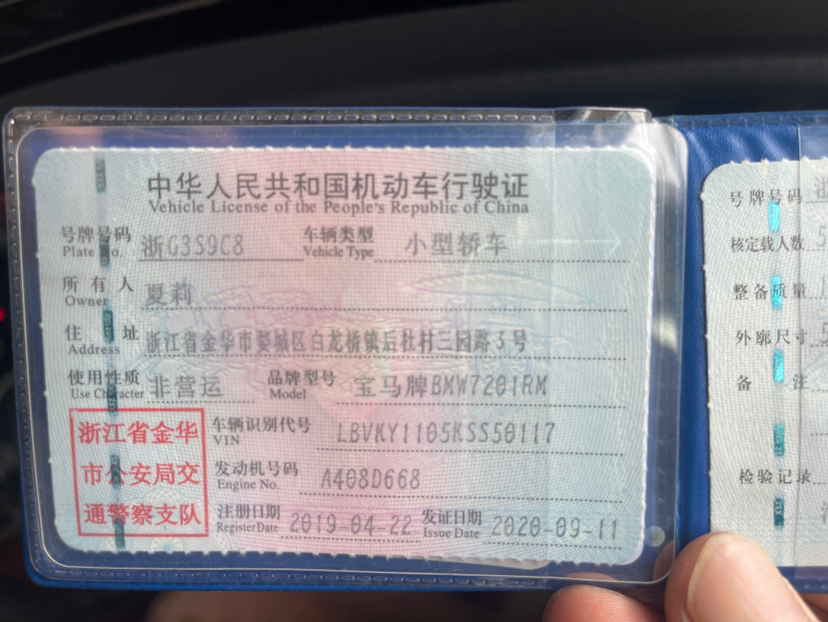 中华人民共和国机动车行驶证
Vehicle License of the People's Republic of China
号牌号码 浙G3S9C8 车辆类型 小型轿车
Plate No. Vehicle Type
所有人 夏莉
Owner
住址 浙江省金华市婺城区白龙桥镇后杜村三园路3号
Address
使用性质 非营运 品牌型号 宝马牌BMW7201RM
Use Character Model
浙江省金华
市公安局交
通警察支队
车辆识别代号 LBVKY1105KSS50117
VIN
发动机号码 A408D668
Engine No.
注册日期 2019-04-22 发证日期 2020-09-11
Register Date Issue Date
号牌号码
核定载人数 5
整备质量
外廓尺寸
备注
检验记录